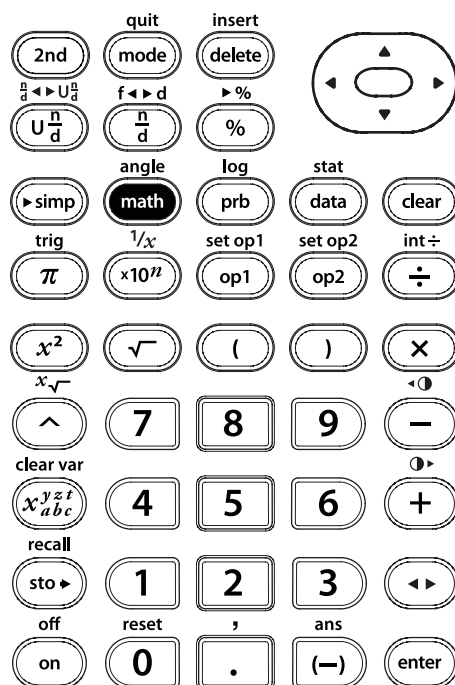 quit insert
2nd mode delete
n/d ◄► U n/d f ◄► d ► %
U n/d n/d %
angle log stat
►simp math prb data clear
trig 1/x set op1 set op2 int÷
π ×10ⁿ op1 op2 ÷
x² √ ( ) ×
ˣ√ ◄◑
^ 7 8 9 −
clear var ◑►
x y z t a b c 4 5 6 +
recall
sto► 1 2 3 ◄►
off reset , ans
on 0 . (−) enter